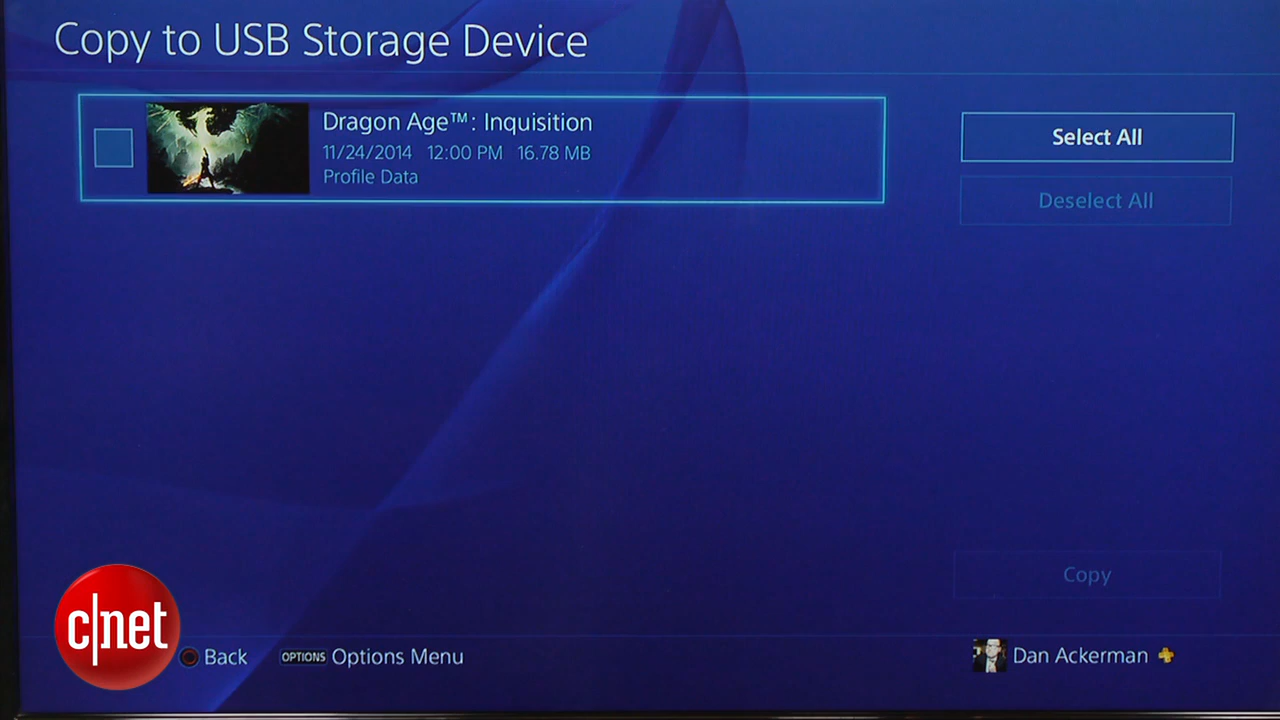 Copy to USB Storage Device
Dragon Age™: Inquisition
11/24/2014 12:00 PM 16.78 MB
Profile Data
Select All
Deselect All
Copy
c|net
Back
OPTIONS Options Menu
Dan Ackerman